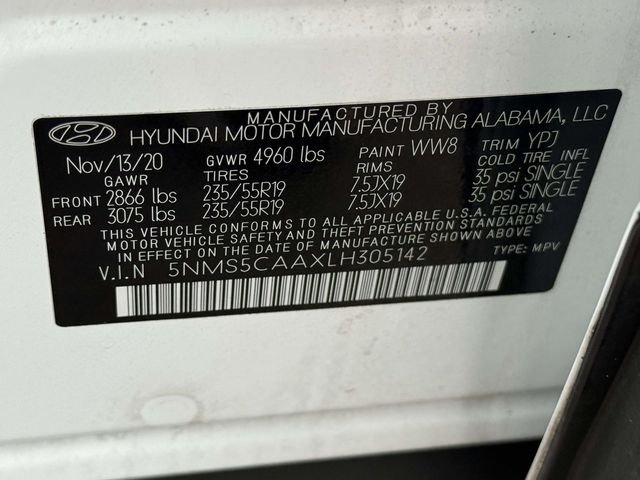 MANUFACTURED BY
HYUNDAI MOTOR MANUFACTURING ALABAMA, LLC
Nov/13/20 GVWR 4960 lbs PAINT WW8 TRIM YPJ
GAWR TIRES RIMS COLD TIRE INFL
FRONT 2866 lbs 235/55R19 7.5JX19 35 psi SINGLE
REAR 3075 lbs 235/55R19 7.5JX19 35 psi SINGLE
THIS VEHICLE CONFORMS TO ALL APPLICABLE U.S.A. FEDERAL
MOTOR VEHICLE SAFETY AND THEFT PREVENTION STANDARDS
IN EFFECT ON THE DATE OF MANUFACTURE SHOWN ABOVE.
V.I.N 5NMS5CAAXLH305142 TYPE: MPV